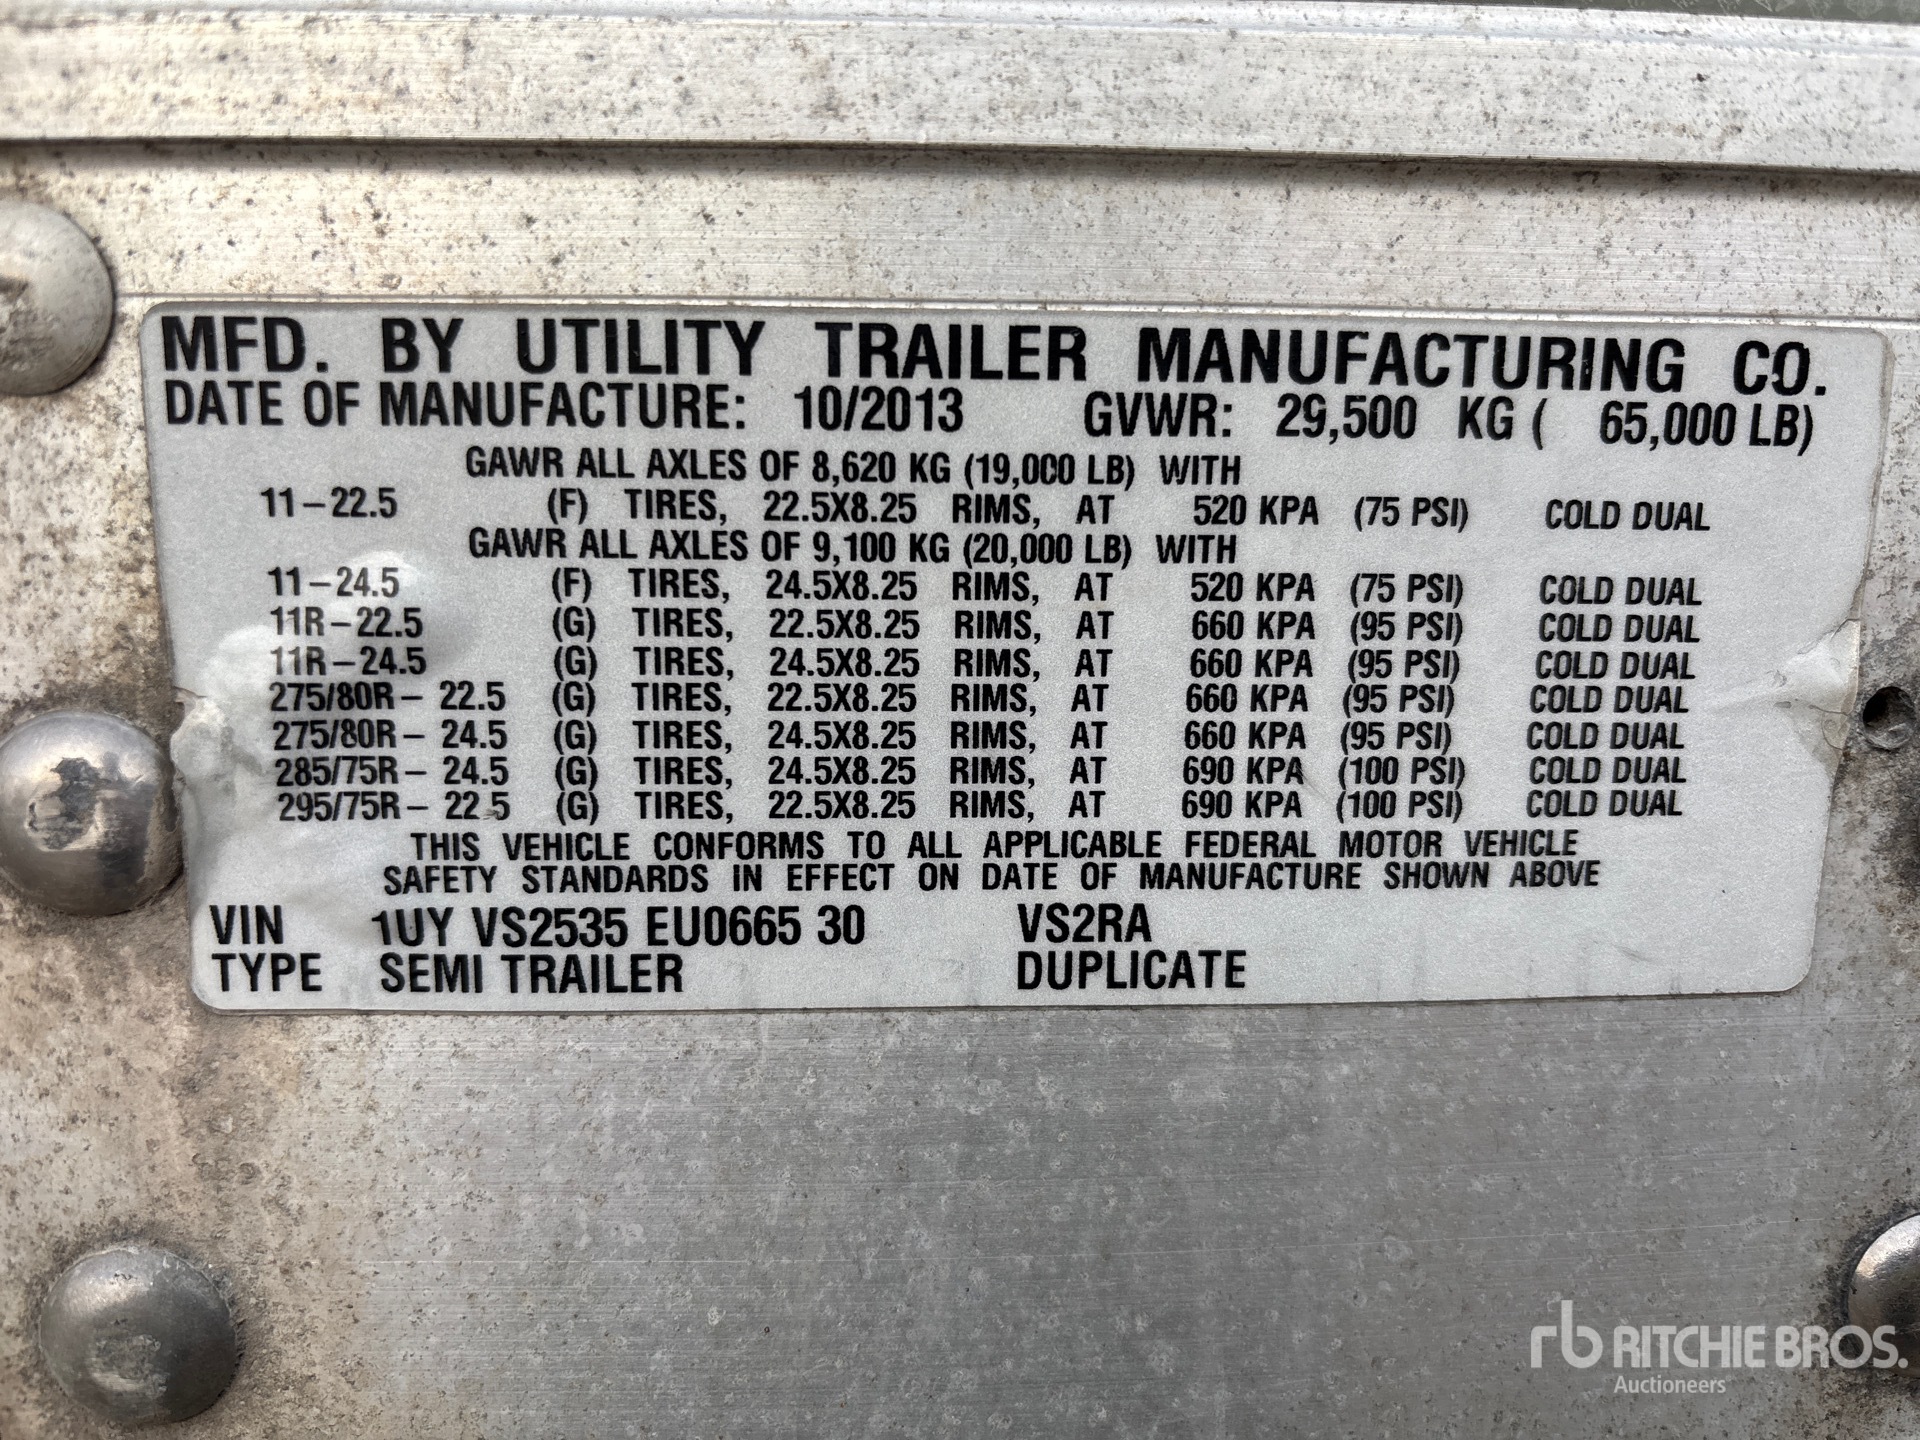 MFD. BY UTILITY TRAILER MANUFACTURING CO.
DATE OF MANUFACTURE: 10/2013 GVWR: 29,500 KG ( 65,000 LB)
GAWR ALL AXLES OF 8,620 KG (19,000 LB) WITH
11-22.5 (F) TIRES, 22.5X8.25 RIMS, AT 520 KPA (75 PSI) COLD DUAL
GAWR ALL AXLES OF 9,100 KG (20,000 LB) WITH
11-24.5 (F) TIRES, 24.5X8.25 RIMS, AT 520 KPA (75 PSI) COLD DUAL
11R-22.5 (G) TIRES, 22.5X8.25 RIMS, AT 660 KPA (95 PSI) COLD DUAL
11R-24.5 (G) TIRES, 24.5X8.25 RIMS, AT 660 KPA (95 PSI) COLD DUAL
275/80R- 22.5 (G) TIRES, 22.5X8.25 RIMS, AT 660 KPA (95 PSI) COLD DUAL
275/80R- 24.5 (G) TIRES, 24.5X8.25 RIMS, AT 660 KPA (95 PSI) COLD DUAL
285/75R- 24.5 (G) TIRES, 24.5X8.25 RIMS, AT 690 KPA (100 PSI) COLD DUAL
295/75R- 22.5 (G) TIRES, 22.5X8.25 RIMS, AT 690 KPA (100 PSI) COLD DUAL
THIS VEHICLE CONFORMS TO ALL APPLICABLE FEDERAL MOTOR VEHICLE
SAFETY STANDARDS IN EFFECT ON DATE OF MANUFACTURE SHOWN ABOVE
VIN 1UY VS2535 EU0665 30 VS2RA
TYPE SEMI TRAILER DUPLICATE
rb RITCHIE BROS.
Auctioneers